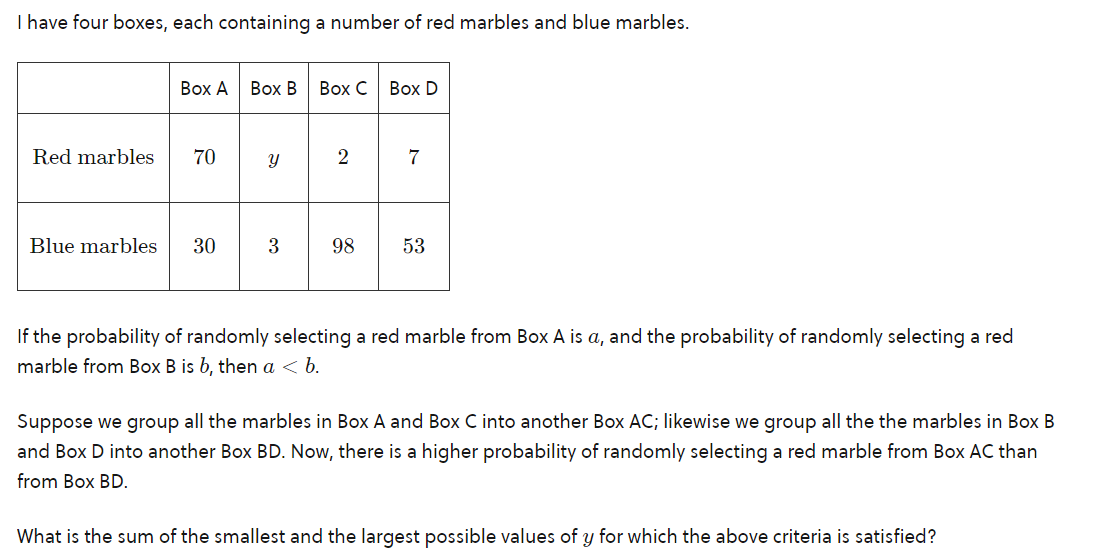 I have four boxes, each containing a number of red marbles and blue marbles.
Box A Box B Box C Box D
Red marbles 70 y 2 7
Blue marbles 30 3 98 53
If the probability of randomly selecting a red marble from Box A is a, and the probability of randomly selecting a red
marble from Box B is b, then a < b.
Suppose we group all the marbles in Box A and Box C into another Box AC; likewise we group all the the marbles in Box B
and Box D into another Box BD. Now, there is a higher probability of randomly selecting a red marble from Box AC than
from Box BD.
What is the sum of the smallest and the largest possible values of y for which the above criteria is satisfied?